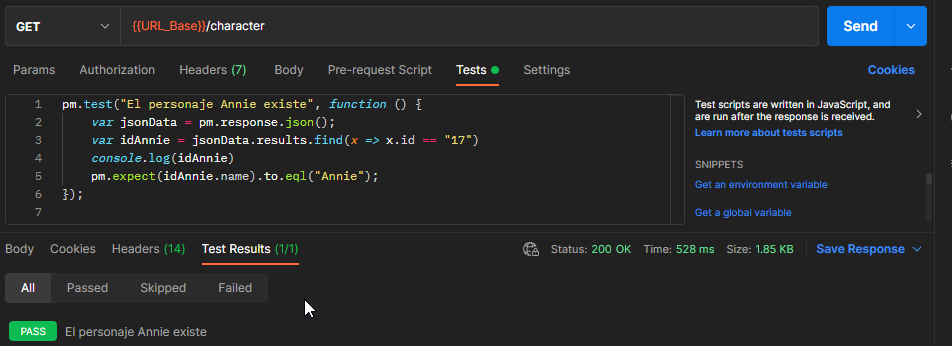 GET {{URL_Base}}/character Send
Params Authorization Headers (7) Body Pre-request Script Tests Settings Cookies
1 pm.test("El personaje Annie existe", function () {
2 var jsonData = pm.response.json();
3 var idAnnie = jsonData.results.find(x => x.id == "17")
4 console.log(idAnnie)
5 pm.expect(idAnnie.name).to.eql("Annie");
6 });
7
Test scripts are written in JavaScript, and
are run after the response is received.
Learn more about tests scripts
SNIPPETS
Get an environment variable
Get a global variable
Body Cookies Headers (14) Test Results (1/1) Status: 200 OK Time: 528 ms Size: 1.85 KB Save Response
All Passed Skipped Failed
PASS El personaje Annie existe